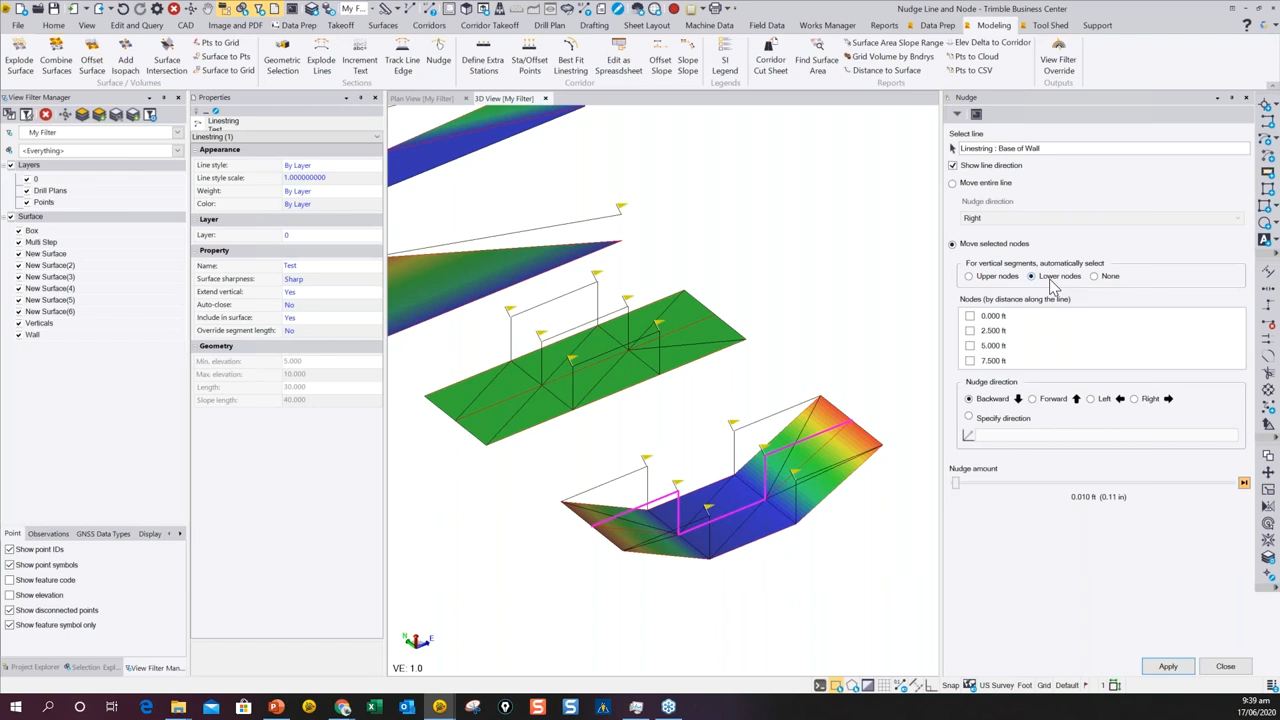 Nudge Line and Node - Trimble Business Center
File Home View Edit and Query CAD Image and PDF Data Prep Takeoff Surfaces Corridors Corridor Takeoff Drill Plan Drafting Sheet Layout Machine Data Field Data Works Manager Reports Data Prep Modeling Tool Shed Support
Explode Surface
Combine Surfaces
Offset Surface
Add Isopach
Surface Intersection
Pts to Grid
Surface to Pts
Surface to Grid
Surface / Volumes
Geometry Selection
Explode Lines
Increment Text
Track Line Edge
Nudge
Sections
Define Extra Stations
Sta/Offset Points
Best Fit Linestring
Edit as Spreadsheet
Offset Slope
Slope Slope
Corridor
SI Legend
Legends
Corridor Cut Sheet
Find Surface Area
Surface Area Slope Range
Grid Volume by Bndrys
Distance to Surface
Reports
Elev Delta to Corridor
Pts to Cloud
Pts to CSV
View Filter Override
Outputs
View Filter Manager
My Filter
<Everything>
Layers
0
Drill Plans
Points
Surface
Box
Multi Step
New Surface
New Surface(2)
New Surface(3)
New Surface(4)
New Surface(5)
New Surface(6)
Verticals
Wall
Point Observations GNSS Data Types Display
Show point IDs
Show point symbols
Show feature code
Show elevation
Show disconnected points
Show feature symbol only
Project Explorer Selection Expl... View Filter Man...
Properties
Linestring
Test
Linestring (1)
Appearance
Line style: By Layer
Line style scale: 1.000000000
Weight: By Layer
Color: By Layer
Layer
Layer: 0
Property
Name: Test
Surface sharpness: Sharp
Extend vertical: Yes
Auto-close: No
Include in surface: Yes
Override segment length: No
Geometry
Min. elevation: 5.000
Max. elevation: 10.000
Length: 30.000
Slope length: 40.000
Plan View [My Filter] 3D View [My Filter]
N E
VE: 1.0
Nudge
Select line
Linestring : Base of Wall
Show line direction
Move entire line
Nudge direction
Right
Move selected nodes
For vertical segments, automatically select
Upper nodes Lower nodes None
Nodes (by distance along the line)
0.000 ft
2.500 ft
5.000 ft
7.500 ft
Nudge direction
Backward Forward Left Right
Specify direction
Nudge amount
0.010 ft (0.11 in)
Apply Close
Snap US Survey Foot Grid Default 1
9:39 am
17/06/2020